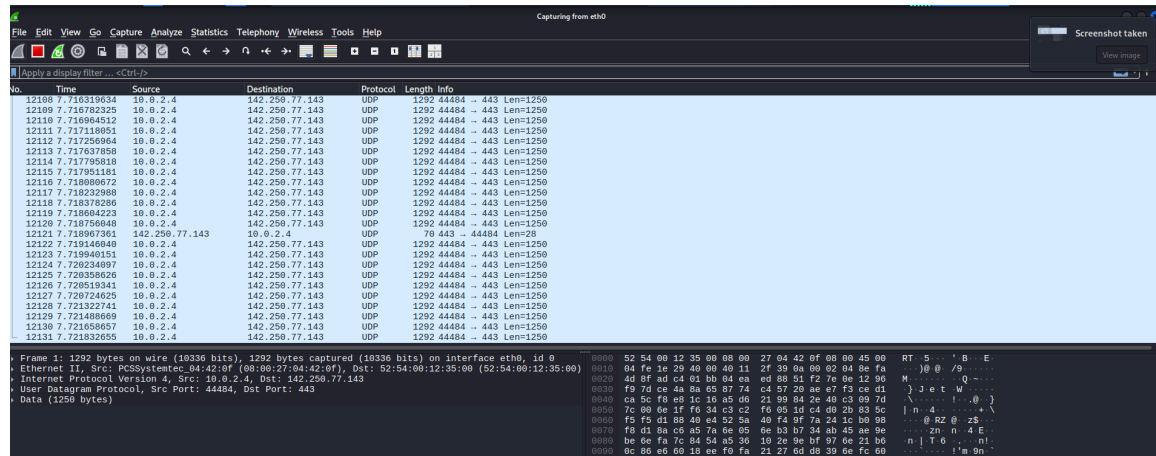 Capturing from eth0
File Edit View Go Capture Analyze Statistics Telephony Wireless Tools Help
Screenshot taken
View image
Apply a display filter ... <Ctrl-/>
No. Time Source Destination Protocol Length Info
12108 7.716319634 10.0.2.4 142.250.77.143 UDP 1292 44484 → 443 Len=1250
12109 7.716782325 10.0.2.4 142.250.77.143 UDP 1292 44484 → 443 Len=1250
12110 7.716964512 10.0.2.4 142.250.77.143 UDP 1292 44484 → 443 Len=1250
12111 7.717118051 10.0.2.4 142.250.77.143 UDP 1292 44484 → 443 Len=1250
12112 7.717256964 10.0.2.4 142.250.77.143 UDP 1292 44484 → 443 Len=1250
12113 7.717637858 10.0.2.4 142.250.77.143 UDP 1292 44484 → 443 Len=1250
12114 7.717795818 10.0.2.4 142.250.77.143 UDP 1292 44484 → 443 Len=1250
12115 7.717951181 10.0.2.4 142.250.77.143 UDP 1292 44484 → 443 Len=1250
12116 7.718080672 10.0.2.4 142.250.77.143 UDP 1292 44484 → 443 Len=1250
12117 7.718232988 10.0.2.4 142.250.77.143 UDP 1292 44484 → 443 Len=1250
12118 7.718378286 10.0.2.4 142.250.77.143 UDP 1292 44484 → 443 Len=1250
12119 7.718604223 10.0.2.4 142.250.77.143 UDP 1292 44484 → 443 Len=1250
12120 7.718756048 10.0.2.4 142.250.77.143 UDP 1292 44484 → 443 Len=1250
12121 7.718967361 142.250.77.143 10.0.2.4 UDP 70 443 → 44484 Len=28
12122 7.719146040 10.0.2.4 142.250.77.143 UDP 1292 44484 → 443 Len=1250
12123 7.719940151 10.0.2.4 142.250.77.143 UDP 1292 44484 → 443 Len=1250
12124 7.720234097 10.0.2.4 142.250.77.143 UDP 1292 44484 → 443 Len=1250
12125 7.720358626 10.0.2.4 142.250.77.143 UDP 1292 44484 → 443 Len=1250
12126 7.720519341 10.0.2.4 142.250.77.143 UDP 1292 44484 → 443 Len=1250
12127 7.720724625 10.0.2.4 142.250.77.143 UDP 1292 44484 → 443 Len=1250
12128 7.721322741 10.0.2.4 142.250.77.143 UDP 1292 44484 → 443 Len=1250
12129 7.721488669 10.0.2.4 142.250.77.143 UDP 1292 44484 → 443 Len=1250
12130 7.721658657 10.0.2.4 142.250.77.143 UDP 1292 44484 → 443 Len=1250
12131 7.721832655 10.0.2.4 142.250.77.143 UDP 1292 44484 → 443 Len=1250
Frame 1: 1292 bytes on wire (10336 bits), 1292 bytes captured (10336 bits) on interface eth0, id 0
Ethernet II, Src: PCSSystemtec_04:42:0f (08:00:27:04:42:0f), Dst: 52:54:00:12:35:00 (52:54:00:12:35:00)
Internet Protocol Version 4, Src: 10.0.2.4, Dst: 142.250.77.143
User Datagram Protocol, Src Port: 44484, Dst Port: 443
Data (1250 bytes)
0000 52 54 00 12 35 00 08 00 27 04 42 0f 08 00 45 00 RT··5···'·B···E·
0010 04 fe 1e 29 40 00 40 11 2f 39 0a 00 02 04 8e fa ···)@·@·/9······
0020 4d 8f ad c4 01 bb 04 ea ed 88 51 f2 7e 0e 12 96 M·········Q·~···
0030 f9 7d ce 4a 8a 65 87 74 c4 57 20 ae e7 f3 ce d1 ·}·J·e·t·W ·····
0040 ca 5c f8 e8 1c 16 a5 d6 21 99 84 2e 40 c3 09 7d ·\······!··.@··}
0050 7c 00 6e 1f f6 34 c3 c2 f6 05 1d c4 d0 2b 83 5c |·n··4·······+·\
0060 f5 f5 d1 88 40 e4 52 5a 40 f4 9f 7a 24 1c b0 98 ····@·RZ@··z$···
0070 f8 d1 8a c6 a5 7a 6e c5 6e b3 b7 34 ab 45 ae 9e ·····zn·n··4·E··
0080 be 6e fa 7c 84 54 a5 36 10 2e 9e bf 97 6e 21 b6 ·n·|·T·6·.···n!·
0090 0c 86 e6 60 18 ee f0 fa 21 27 6d d8 39 6e fc 60 ···`····!'m·9n·`